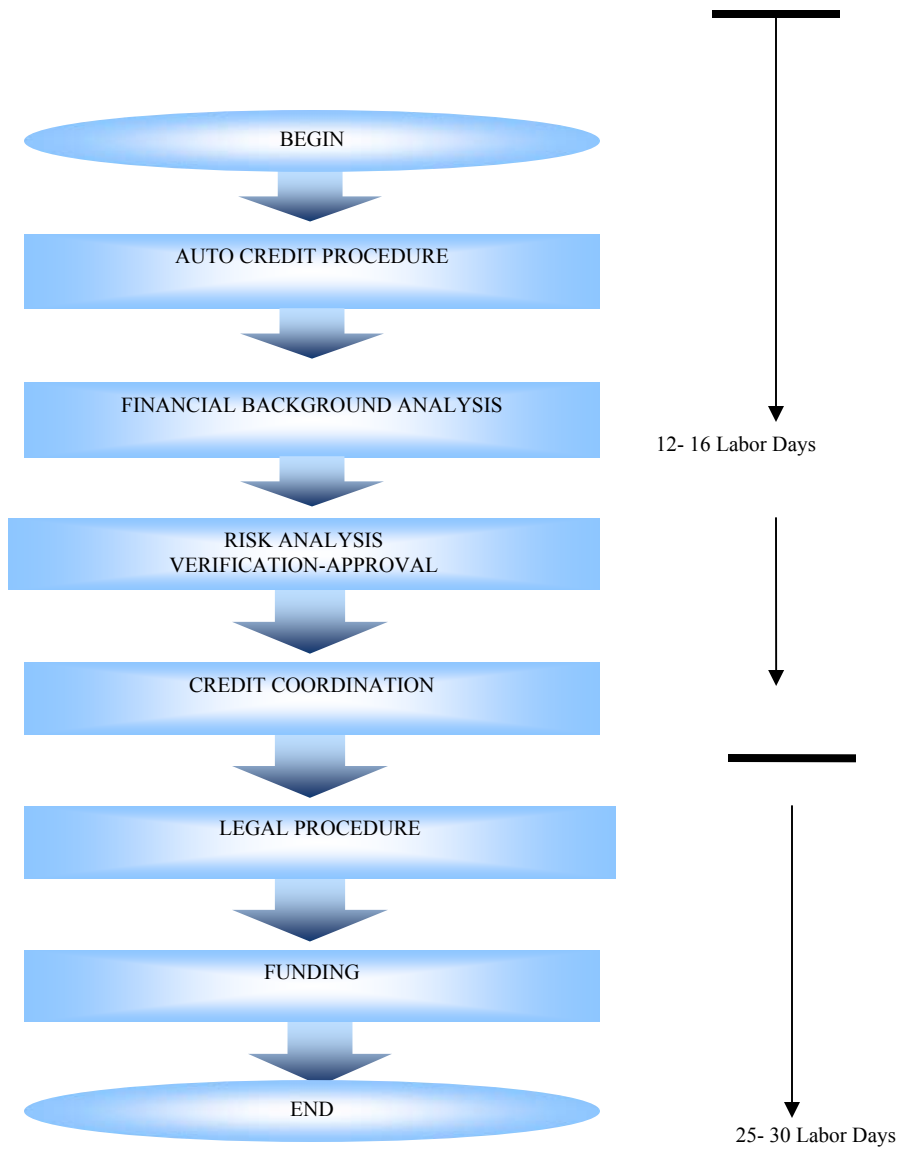 BEGIN
AUTO CREDIT PROCEDURE
FINANCIAL BACKGROUND ANALYSIS
12- 16 Labor Days
RISK ANALYSIS
VERIFICATION-APPROVAL
CREDIT COORDINATION
LEGAL PROCEDURE
FUNDING
END
25- 30 Labor Days